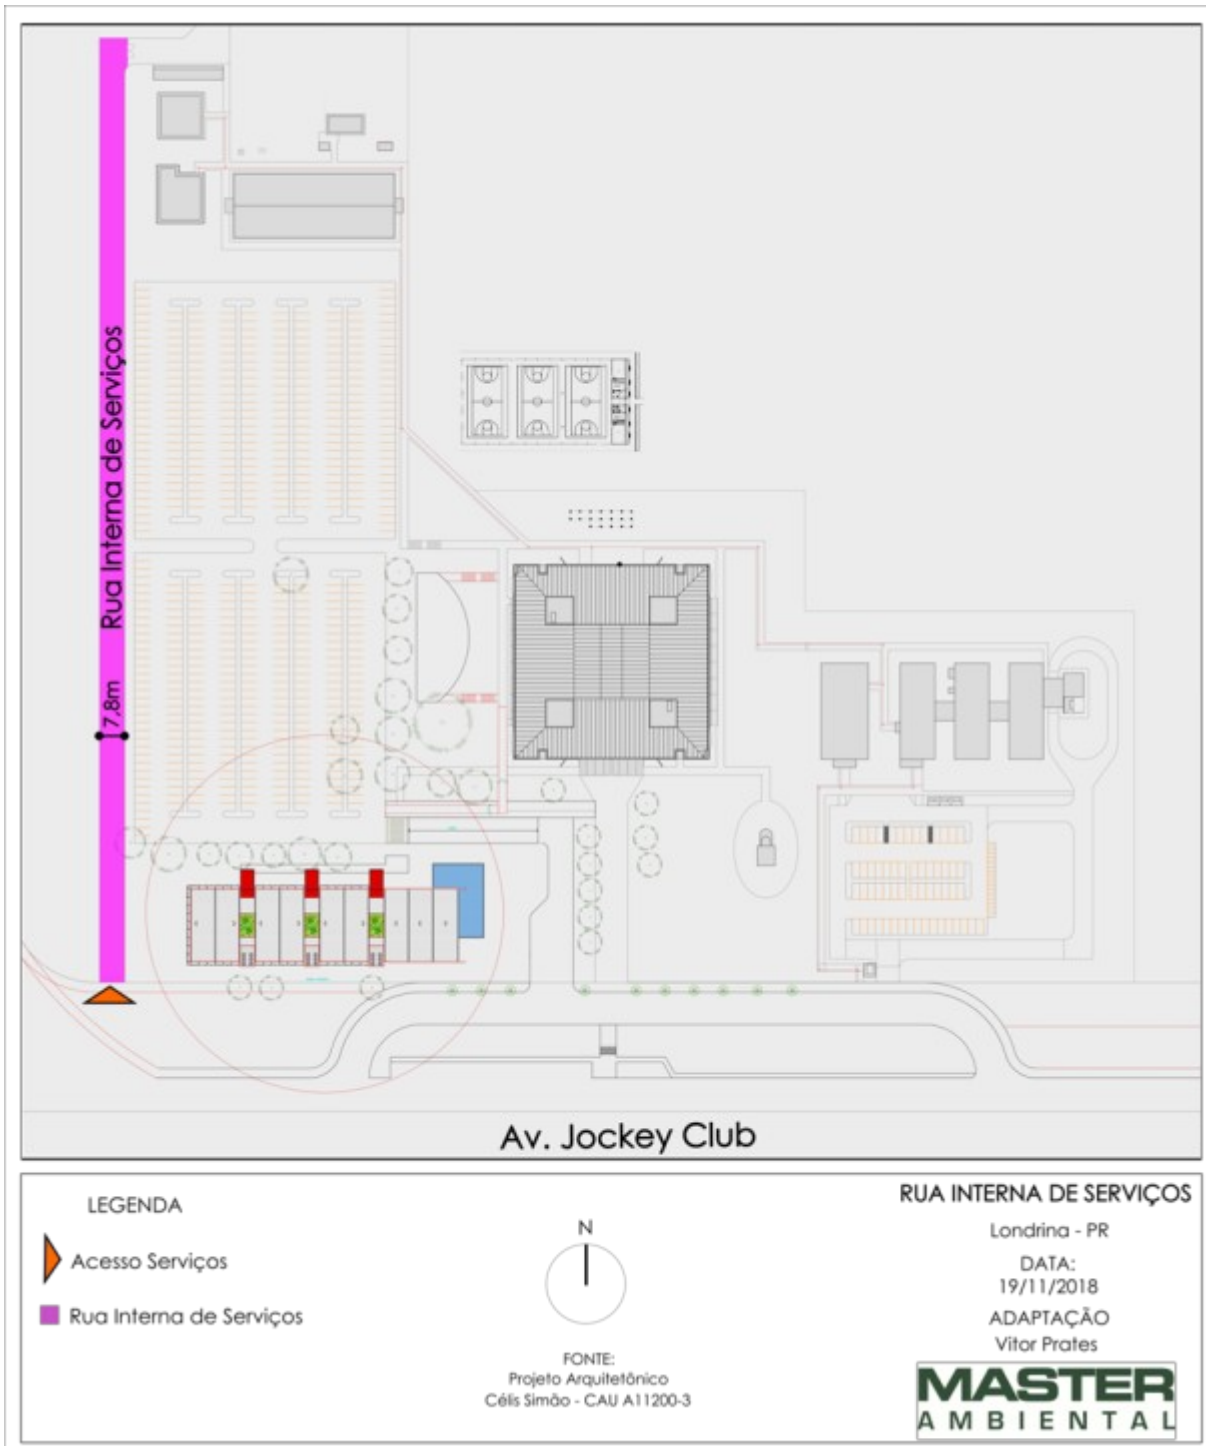 Rua Interna de Serviços
7,8m
Av. Jockey Club
LEGENDA
Acesso Serviços
Rua Interna de Serviços
N
FONTE:
Projeto Arquitetônico
Célis Simão - CAU A11200-3
RUA INTERNA DE SERVIÇOS
Londrina - PR
DATA:
19/11/2018
ADAPTAÇÃO
Vitor Prates
MASTER
AMBIENTAL